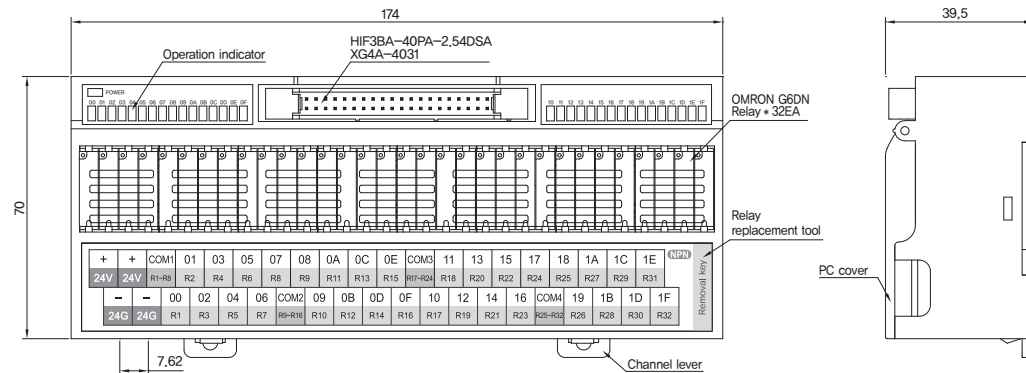 174
39,5
Operation indicator
HIF3BA-40PA-2,54DSA
XG4A-4031
POWER
00 01 02 03 04 05 06 07 08 09 0A 0B 0C 0D 0E 0F
10 11 12 13 14 15 16 17 18 19 1A 1B 1C 1D 1E 1F
OMRON G6DN
Relay * 32EA
70
Relay
replacement tool
+ + COM1 01 03 05 07 08 0A 0C 0E COM3 11 13 15 17 18 1A 1C 1E NPN
24V 24V R1~R8 R2 R4 R6 R8 R9 R11 R13 R15 R17~R24 R18 R20 R22 R24 R25 R27 R29 R31
− − 00 02 04 06 COM2 09 0B 0D 0F 10 12 14 16 COM4 19 1B 1D 1F
24G 24G R1 R3 R5 R7 R9~R16 R10 R12 R14 R16 R17 R19 R21 R23 R25~R32 R26 R28 R30 R32
Removal key
PC cover
7.62
Channel lever